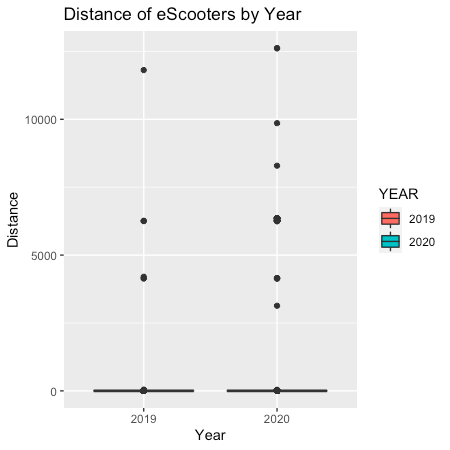 Distance of eScooters by Year
10000
5000
0
Distance
2019
2020
Year
YEAR
2019
2020